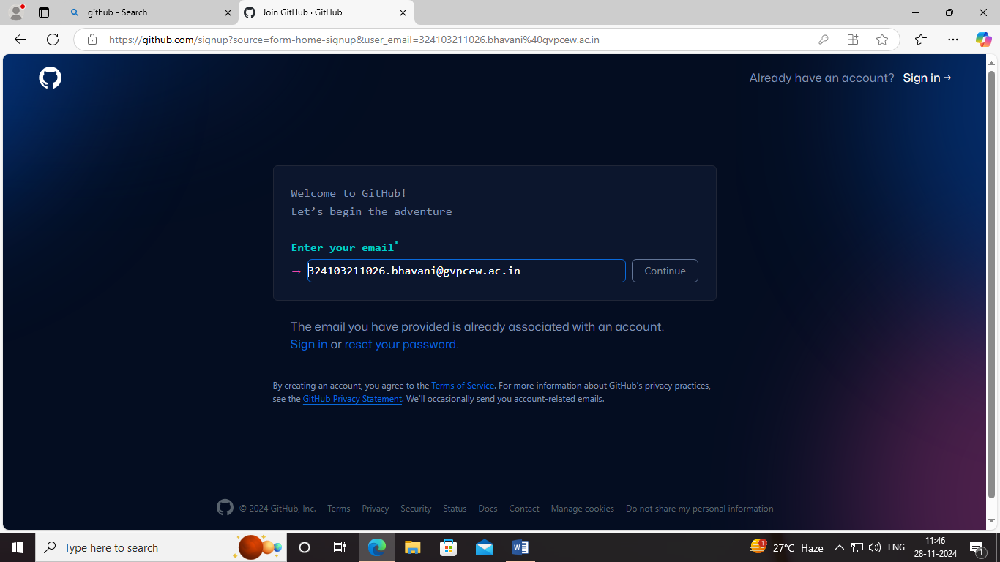 github - Search
Join GitHub · GitHub
https://github.com/signup?source=form-home-signup&user_email=324103211026.bhavani%40gvpcew.ac.in
Already have an account? Sign in →
Welcome to GitHub!
Let’s begin the adventure
Enter your email*
→ 324103211026.bhavani@gvpcew.ac.in Continue
The email you have provided is already associated with an account.
Sign in or reset your password.
By creating an account, you agree to the Terms of Service. For more information about GitHub's privacy practices,
see the GitHub Privacy Statement. We'll occasionally send you account-related emails.
© 2024 GitHub, Inc. Terms Privacy Security Status Docs Contact Manage cookies Do not share my personal information
Type here to search
1
27°C Haze
ENG
11:46
28-11-2024
1